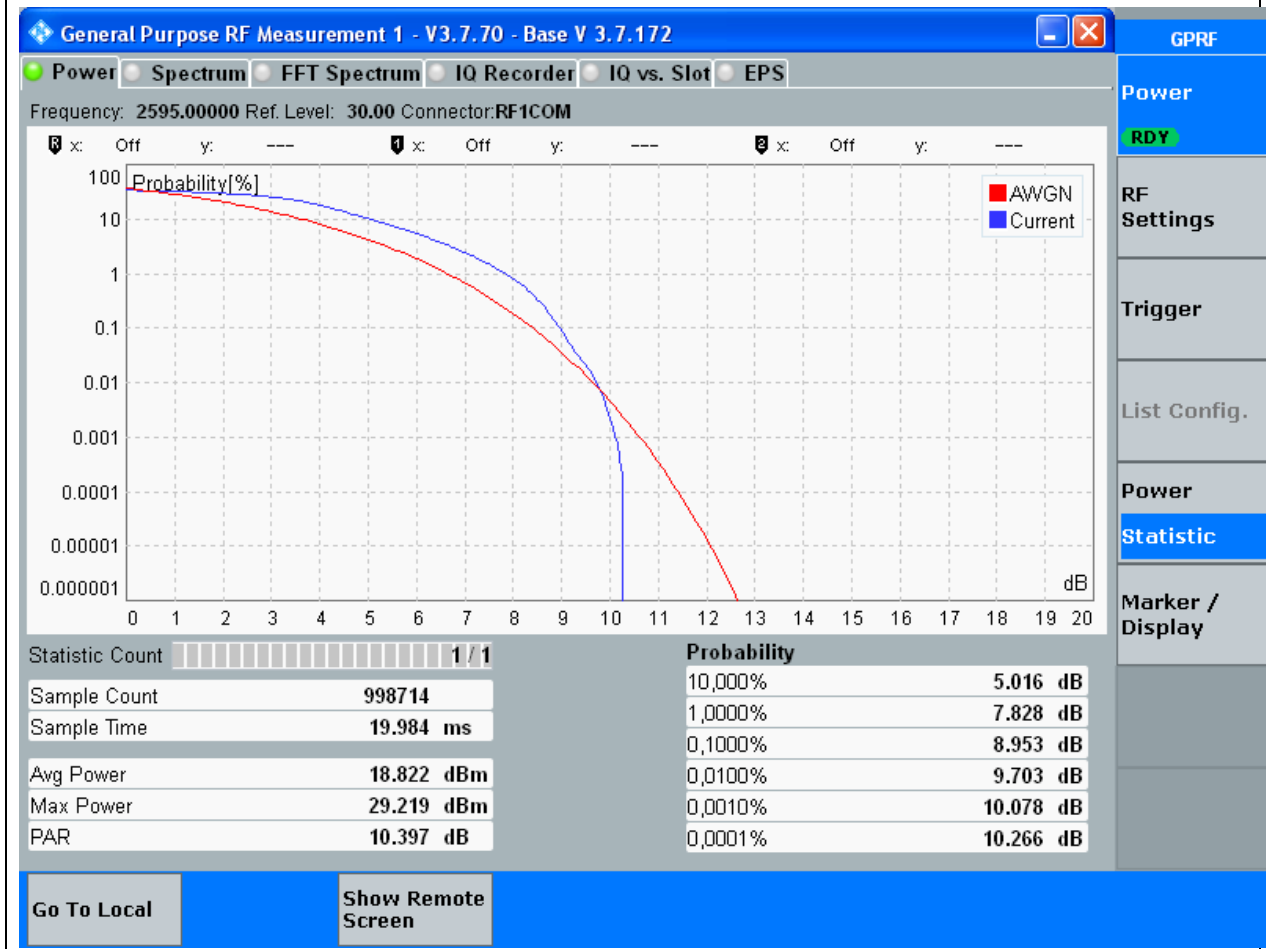 General Purpose RF Measurement 1 - V3.7.70 - Base V 3.7.172
GPRF
Power Spectrum FFT Spectrum IQ Recorder IQ vs. Slot EPS
Frequency: 2595.00000 Ref. Level: 30.00 Connector:RF1COM
R x: Off y: --- 1 x: Off y: --- 2 x: Off y: ---
Probability[%]
AWGN
Current
100
10
1
0.1
0.01
0.001
0.0001
0.00001
0.000001
dB
0 1 2 3 4 5 6 7 8 9 10 11 12 13 14 15 16 17 18 19 20
Statistic Count 1 / 1
Sample Count 998714
Sample Time 19.984 ms
Avg Power 18.822 dBm
Max Power 29.219 dBm
PAR 10.397 dB
Probability
10,000% 5.016 dB
1,0000% 7.828 dB
0,1000% 8.953 dB
0,0100% 9.703 dB
0,0010% 10.078 dB
0,0001% 10.266 dB
Power
RDY
RF
Settings
Trigger
List Config.
Power
Statistic
Marker /
Display
Go To Local
Show Remote
Screen